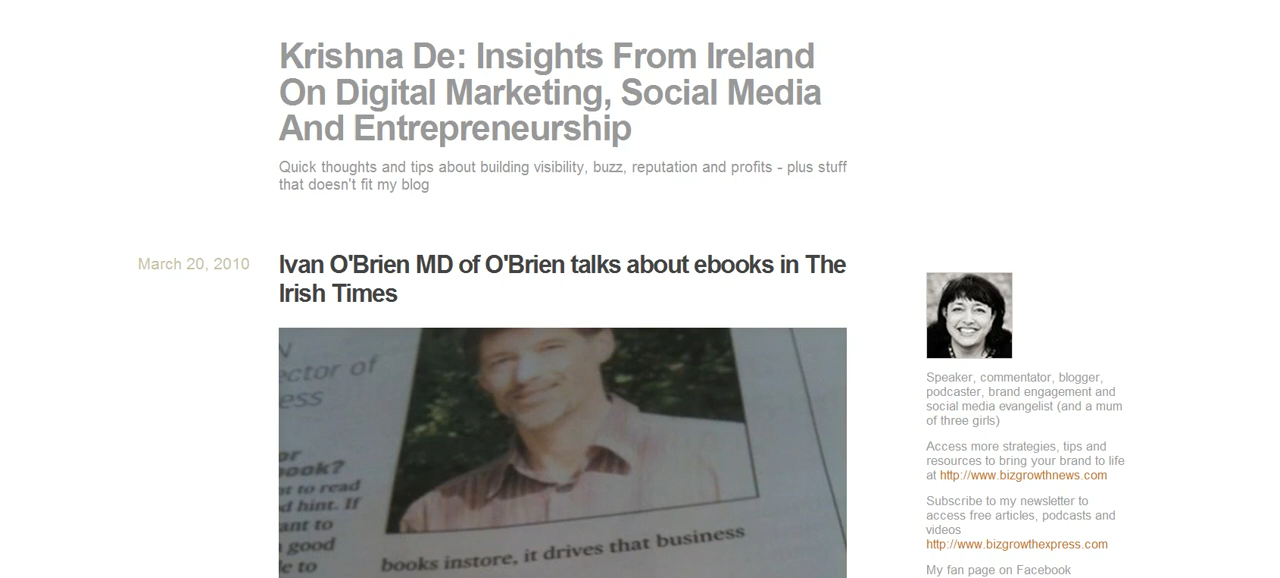 Krishna De: Insights From Ireland
On Digital Marketing, Social Media
And Entrepreneurship
Quick thoughts and tips about building visibility, buzz, reputation and profits - plus stuff
that doesn't fit my blog
March 20, 2010
Ivan O'Brien MD of O'Brien talks about ebooks in The
Irish Times
ector of
ess
or
book?
ot to read
d hint. If
ant to
good
le to
books instore, it drives that business
Speaker, commentator, blogger,
podcaster, brand engagement and
social media evangelist (and a mum
of three girls)
Access more strategies, tips and
resources to bring your brand to life
at http://www.bizgrowthnews.com
Subscribe to my newsletter to
access free articles, podcasts and
videos
http://www.bizgrowthexpress.com
My fan page on Facebook